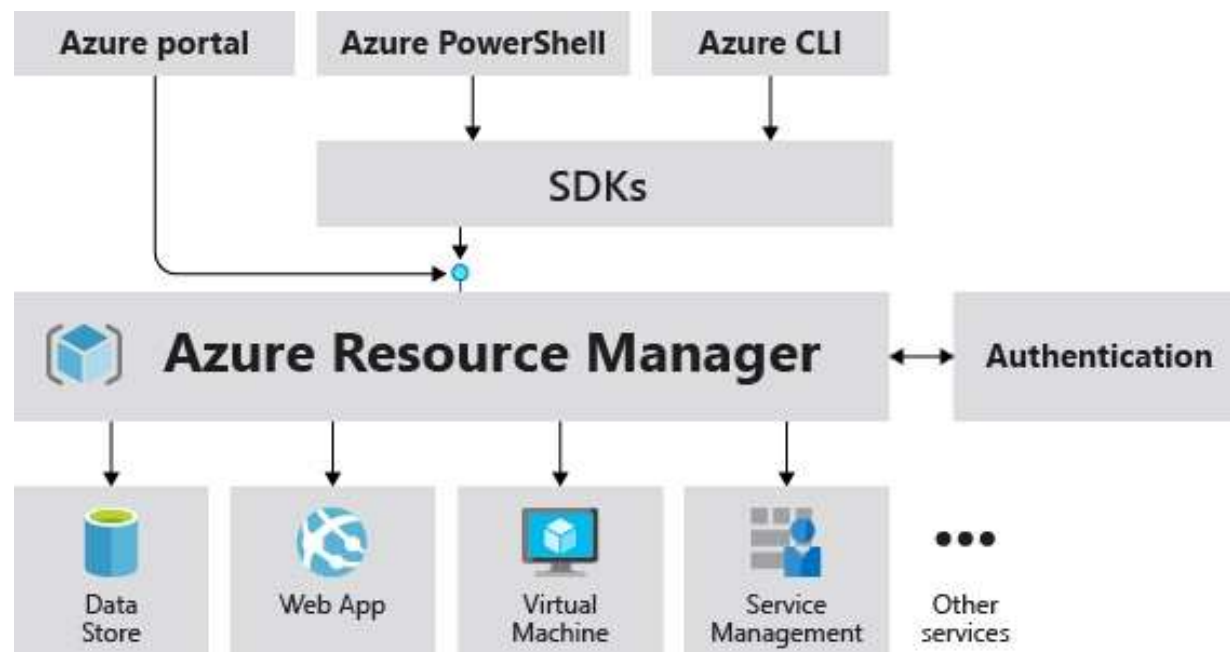 Azure portal
Azure PowerShell
Azure CLI
SDKs
Azure Resource Manager
Authentication
Data
Store
Web App
Virtual
Machine
Service
Management
Other
services